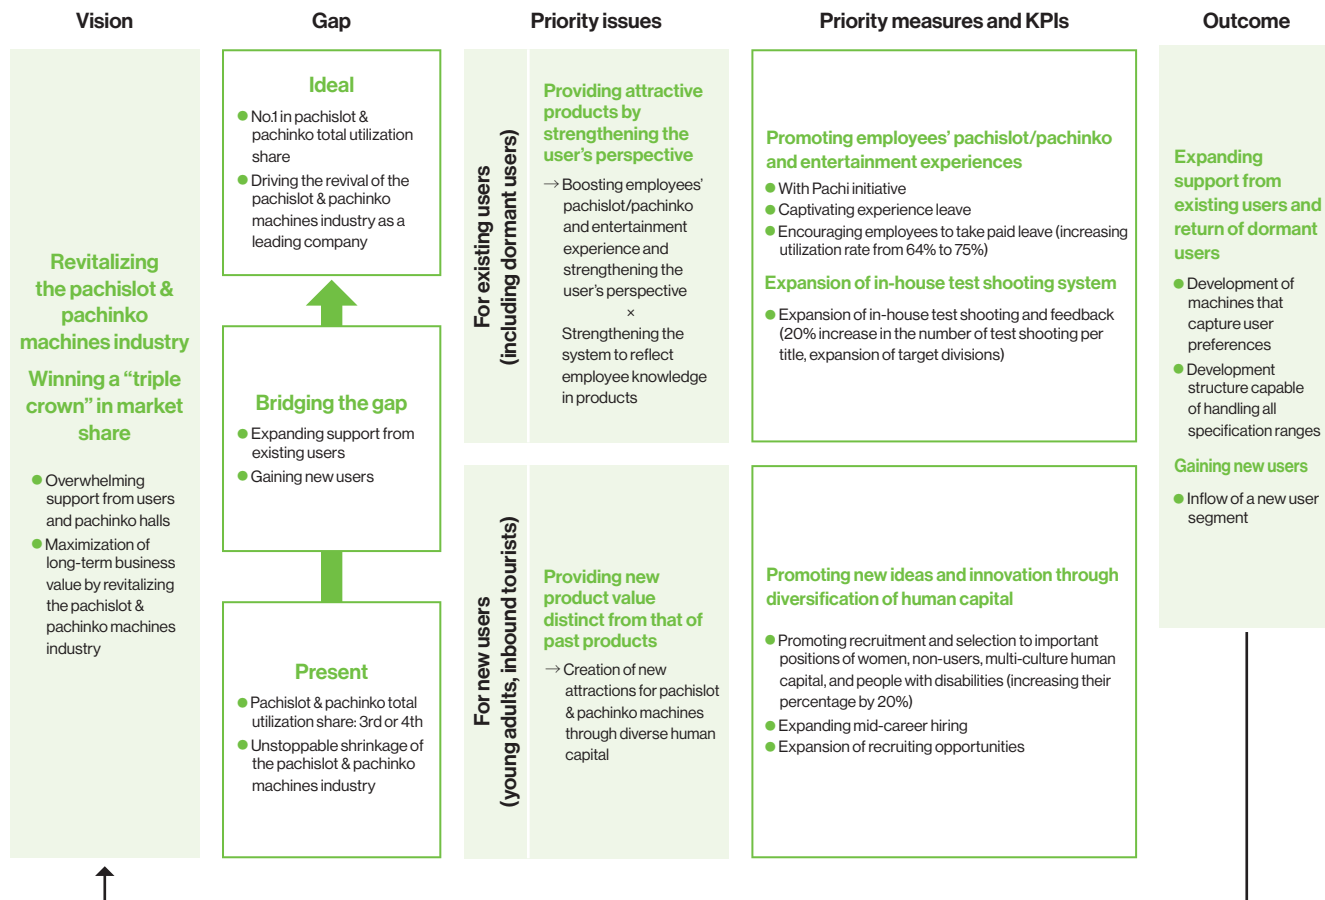 Vision
Gap
Priority issues
Priority measures and KPIs
Outcome
Revitalizing
the pachislot &
pachinko
machines industry
Winning a “triple
crown” in market
share
● Overwhelming
support from users
and pachinko halls
● Maximization of
long-term business
value by revitalizing
the pachislot &
pachinko machines
industry
Ideal
● No.1 in pachislot &
pachinko total utilization
share
● Driving the revival of the
pachislot & pachinko
machines industry as a
leading company
Bridging the gap
● Expanding support from
existing users
● Gaining new users
Present
● Pachislot & pachinko total
utilization share: 3rd or 4th
● Unstoppable shrinkage of
the pachislot & pachinko
machines industry
For existing users
(including dormant users)
Providing attractive
products by
strengthening the
user’s perspective
→ Boosting employees’
pachislot/pachinko
and entertainment
experience and
strengthening the
user’s perspective
×
Strengthening the
system to reflect
employee knowledge
in products
For new users
(young adults, inbound tourists)
Providing new
product value
distinct from that of
past products
→ Creation of new
attractions for pachislot
& pachinko machines
through diverse human
capital
Promoting employees’ pachislot/pachinko
and entertainment experiences
● With Pachi initiative
● Captivating experience leave
● Encouraging employees to take paid leave (increasing
utilization rate from 64% to 75%)
Expansion of in-house test shooting system
● Expansion of in-house test shooting and feedback
(20% increase in the number of test shooting per
title, expansion of target divisions)
Promoting new ideas and innovation through
diversification of human capital
● Promoting recruitment and selection to important
positions of women, non-users, multi-culture human
capital, and people with disabilities (increasing their
percentage by 20%)
● Expanding mid-career hiring
● Expansion of recruiting opportunities
Expanding
support from
existing users and
return of dormant
users
● Development of
machines that
capture user
preferences
● Development
structure capable
of handling all
specification ranges
Gaining new users
● Inflow of a new user
segment